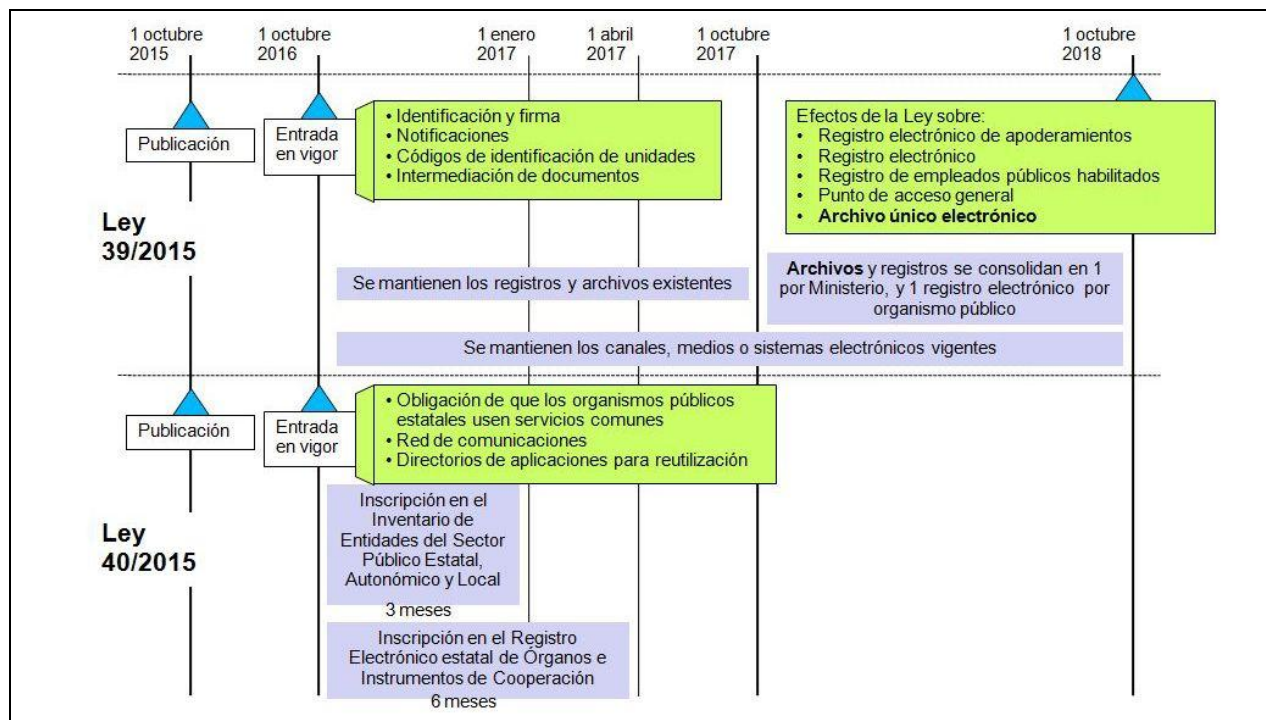 1 octubre
2015
1 octubre
2016
1 enero
2017
1 abril
2017
1 octubre
2017
1 octubre
2018
Publicación
Entrada
en vigor
• Identificación y firma
• Notificaciones
• Códigos de identificación de unidades
• Intermediación de documentos
Efectos de la Ley sobre:
• Registro electrónico de apoderamientos
• Registro electrónico
• Registro de empleados públicos habilitados
• Punto de acceso general
• Archivo único electrónico
Ley
39/2015
Se mantienen los registros y archivos existentes
Archivos y registros se consolidan en 1
por Ministerio, y 1 registro electrónico por
organismo público
Se mantienen los canales, medios o sistemas electrónicos vigentes
Publicación
Entrada
en vigor
• Obligación de que los organismos públicos
estatales usen servicios comunes
• Red de comunicaciones
• Directorios de aplicaciones para reutilización
Ley
40/2015
Inscripción en el
Inventario de
Entidades del Sector
Público Estatal,
Autonómico y Local
3 meses
Inscripción en el Registro
Electrónico estatal de Órganos e
Instrumentos de Cooperación
6 meses